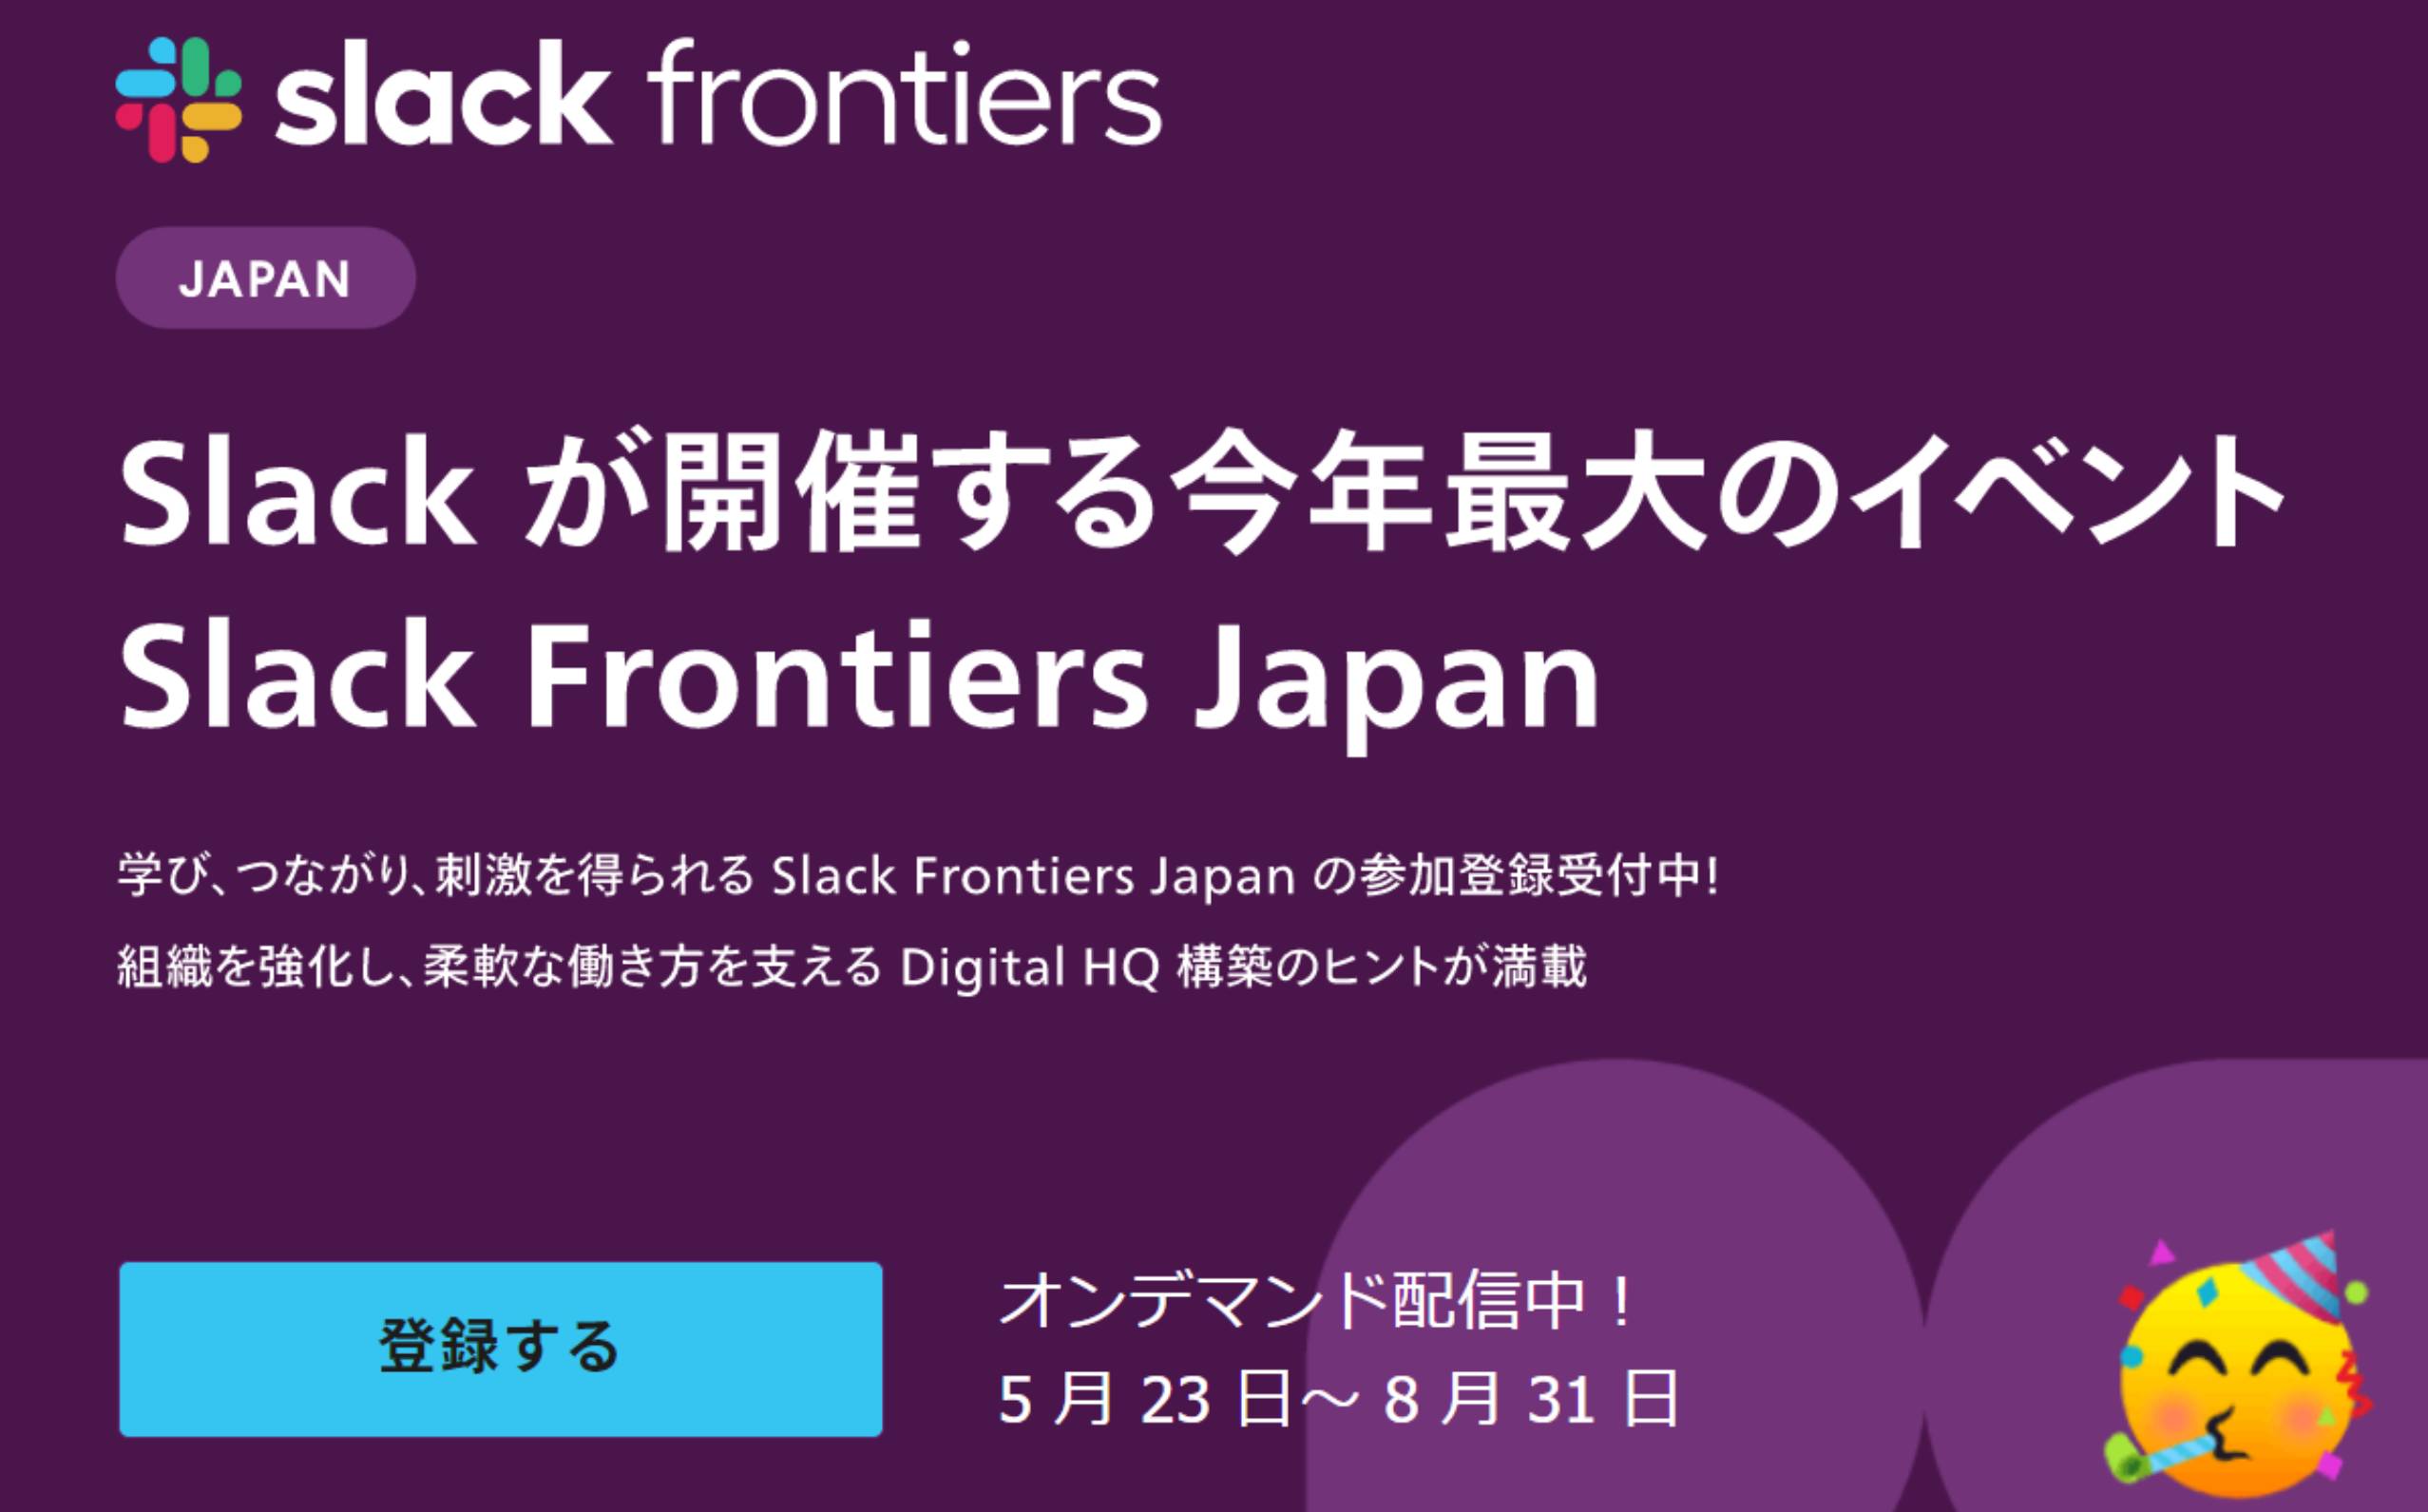 slack frontiers
JAPAN
Slack が開催する今年最大のイベント
Slack Frontiers Japan
学び、つながり、刺激を得られる Slack Frontiers Japan の参加登録受付中!
組織を強化し、柔軟な働き方を支える Digital HQ 構築のヒントが満載
登録する
オンデマンド配信中！
5 月 23 日～ 8 月 31 日